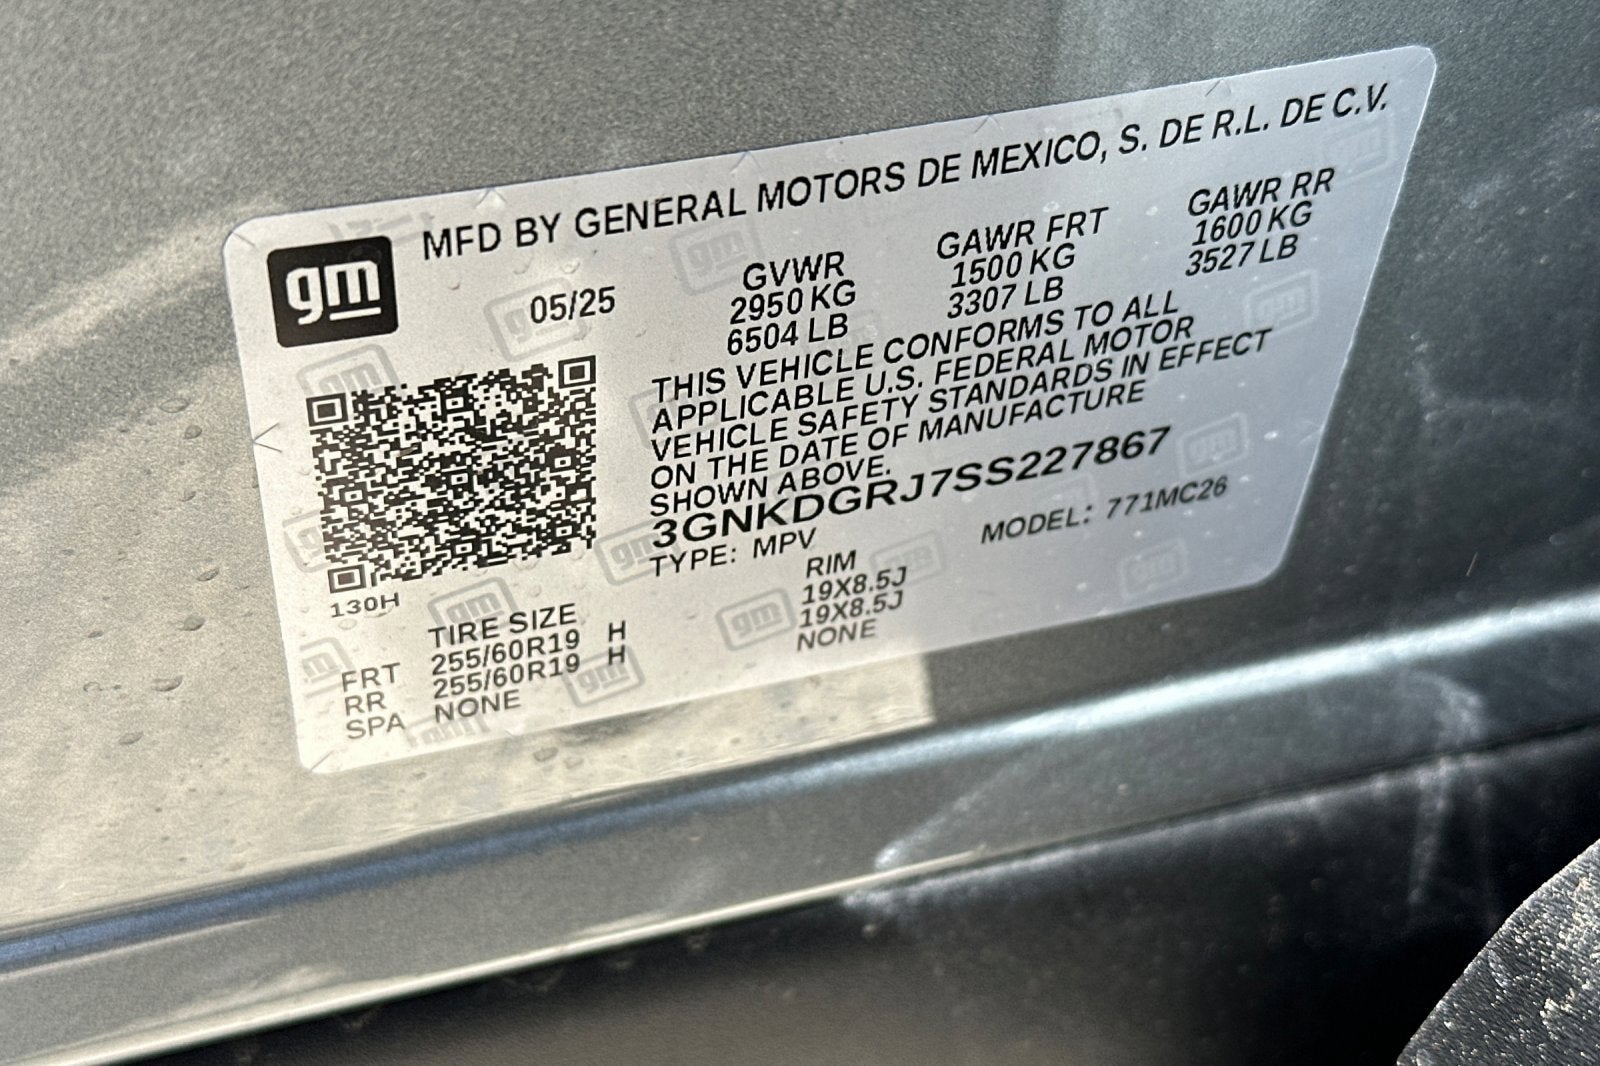 MFD BY GENERAL MOTORS DE MEXICO, S. DE R.L. DE C.V.
gm
05/25
GVWR GAWR FRT GAWR RR
2950 KG 1500 KG 1600 KG
6504 LB 3307 LB 3527 LB
THIS VEHICLE CONFORMS TO ALL
APPLICABLE U.S. FEDERAL MOTOR
VEHICLE SAFETY STANDARDS IN EFFECT
ON THE DATE OF MANUFACTURE
SHOWN ABOVE.
3GNKDGRJ7SS227867
TYPE: MPV MODEL: 771MC26
130H
TIRE SIZE RIM
FRT 255/60R19 H 19X8.5J
RR 255/60R19 H 19X8.5J
SPA NONE NONE